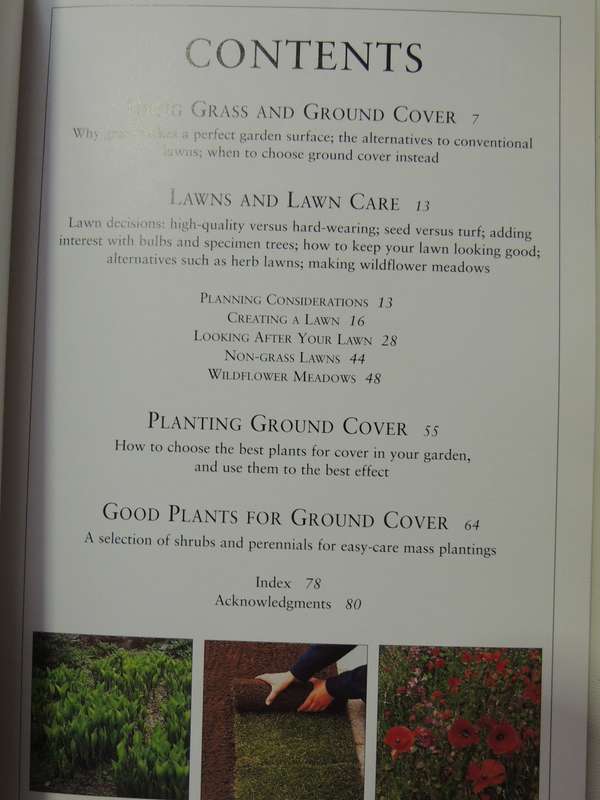 CONTENTS
GRASS AND GROUND COVER 7
Why grass makes a perfect garden surface; the alternatives to conventional
lawns; when to choose ground cover instead
LAWNS AND LAWN CARE 13
Lawn decisions: high-quality versus hard-wearing; seed versus turf; adding
interest with bulbs and specimen trees; how to keep your lawn looking good;
alternatives such as herb lawns; making wildflower meadows
PLANNING CONSIDERATIONS 13
CREATING A LAWN 16
LOOKING AFTER YOUR LAWN 28
NON-GRASS LAWNS 44
WILDFLOWER MEADOWS 48
PLANTING GROUND COVER 55
How to choose the best plants for cover in your garden,
and use them to the best effect
GOOD PLANTS FOR GROUND COVER 64
A selection of shrubs and perennials for easy-care mass plantings
Index 78
Acknowledgments 80